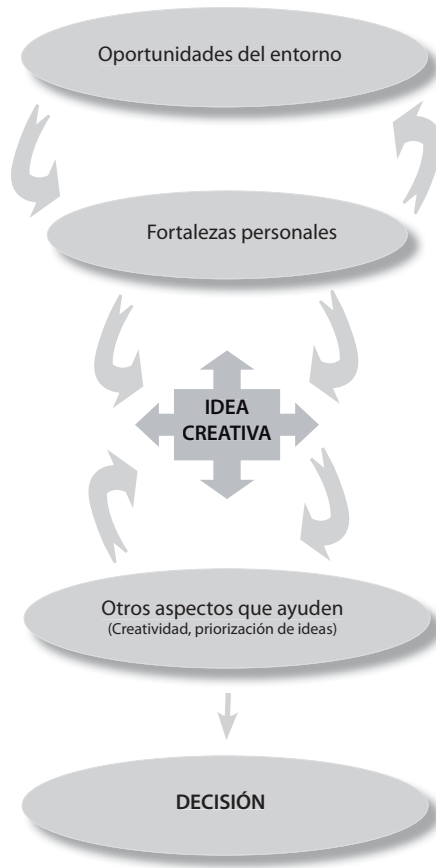 Oportunidades del entorno
Fortalezas personales
IDEA
CREATIVA
Otros aspectos que ayuden
(Creatividad, priorización de ideas)
DECISIÓN